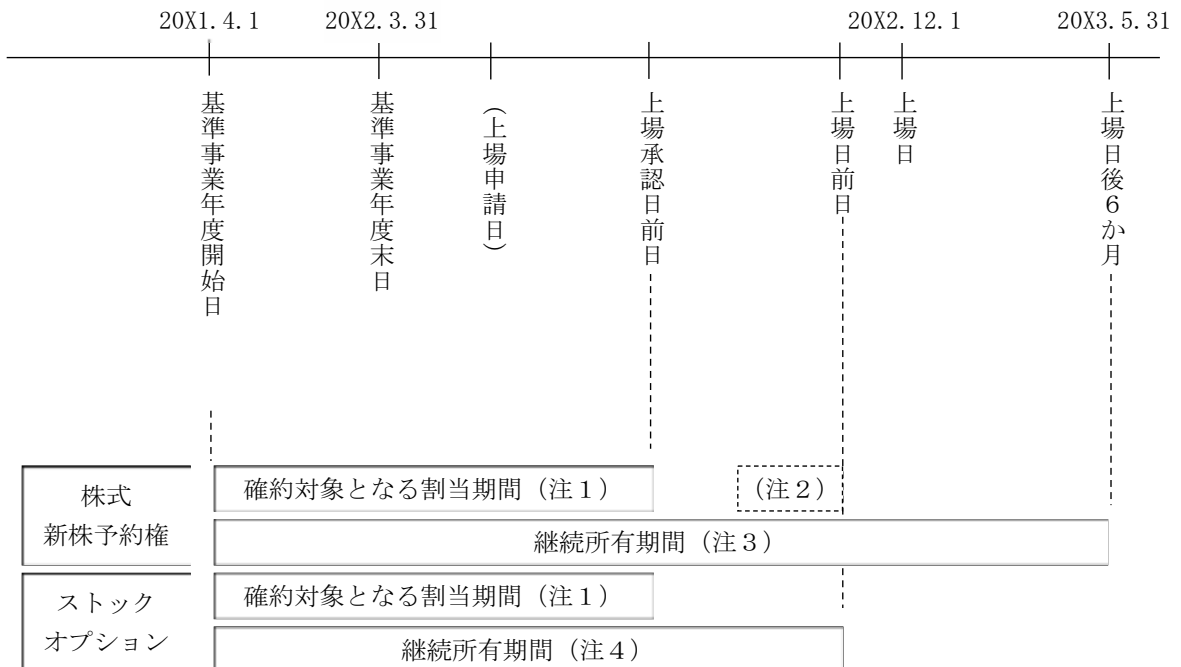 20X1.4.1
20X2.3.31
20X2.12.1
20X3.5.31
基準事業年度開始日
基準事業年度末日
（上場申請日）
上場承認日前日
上場日前日
上場日
上場日後６か月
株式
新株予約権
確約対象となる割当期間（注１）
（注２）
継続所有期間（注３）
ストック
オプション
確約対象となる割当期間（注１）
継続所有期間（注４）